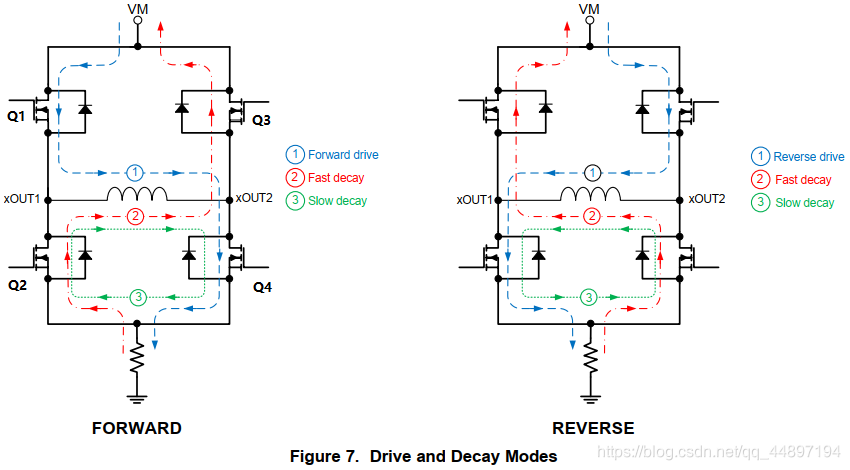 VM
VM
Q1
Q3
1 Forward drive
2 Fast decay
3 Slow decay
1 Reverse drive
2 Fast decay
3 Slow decay
1
1
xOUT1
xOUT2
xOUT1
xOUT2
2
2
Q2
Q4
3
3
FORWARD
REVERSE
Figure 7. Drive and Decay Modes
https://blog.csdn.net/qq_44897194